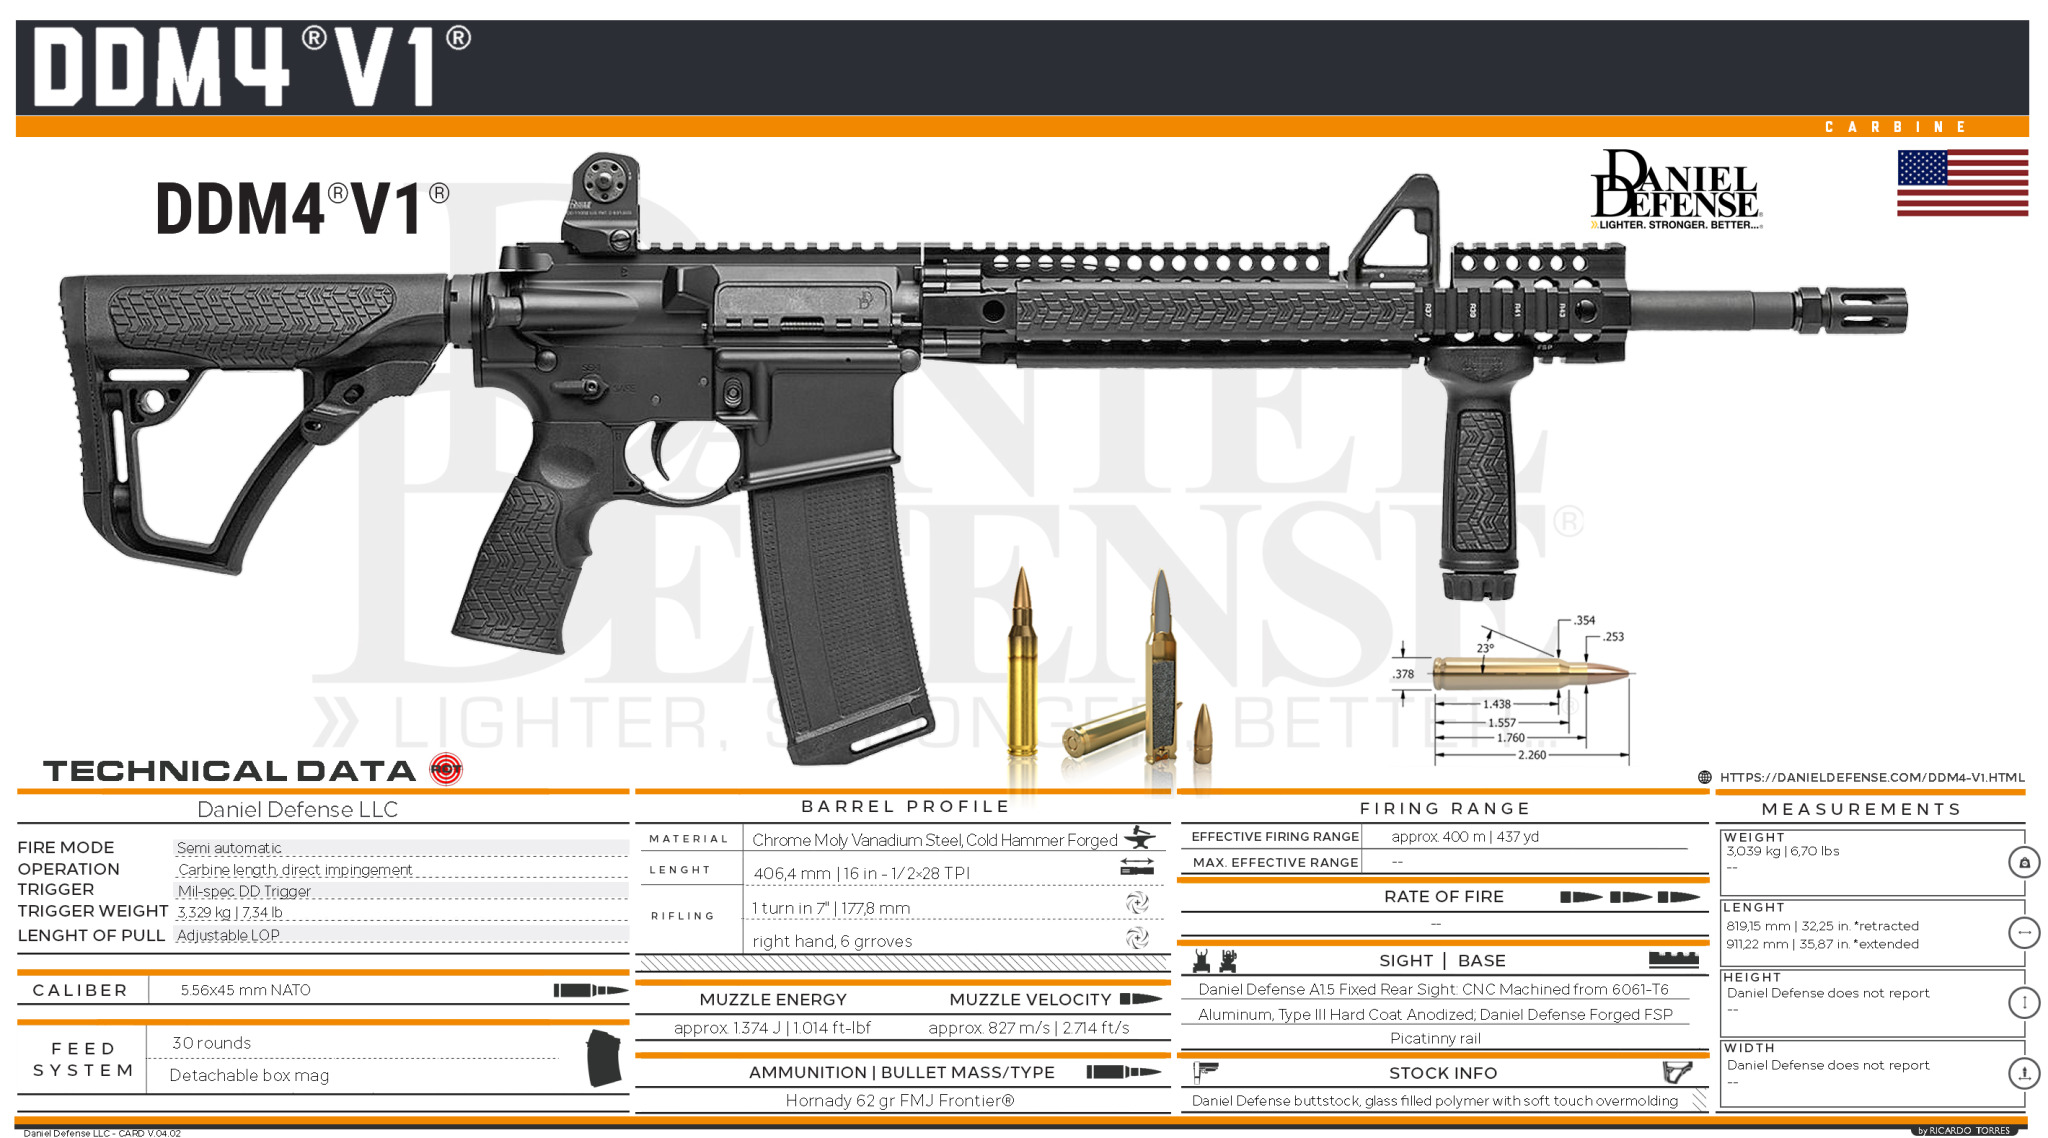 DDM4®V1®
CARBINE
DDM4®V1®
DANIEL DEFENSE®
»LIGHTER. STRONGER. BETTER...®
DANIEL
DEFENSE®
» LIGHTER, STRONGER, BETTER...®
R37 R39 R41 R43
FSP
.354
.253
23°
.378
1.438
1.557
1.760
2.260
TECHNICAL DATA
HTTPS://DANIELDEFENSE.COM/DDM4-V1.HTML
Daniel Defense LLC
FIRE MODE Semi automatic
OPERATION Carbine length, direct impingement
TRIGGER Mil-spec DD Trigger
TRIGGER WEIGHT 3,329 kg | 7,34 lb
LENGHT OF PULL Adjustable LOP
CALIBER 5.56x45 mm NATO
FEED SYSTEM
30 rounds
Detachable box mag
BARREL PROFILE
MATERIAL Chrome Moly Vanadium Steel, Cold Hammer Forged
LENGHT 406,4 mm | 16 in - 1/2×28 TPI
RIFLING
1 turn in 7" | 177,8 mm
right hand, 6 grroves
MUZZLE ENERGY MUZZLE VELOCITY
approx. 1.374 J | 1.014 ft-lbf approx. 827 m/s | 2.714 ft/s
AMMUNITION | BULLET MASS/TYPE
Hornady 62 gr FMJ Frontier®
FIRING RANGE
EFFECTIVE FIRING RANGE approx. 400 m | 437 yd
MAX. EFFECTIVE RANGE --
RATE OF FIRE
--
SIGHT | BASE
Daniel Defense A1.5 Fixed Rear Sight: CNC Machined from 6061-T6
Aluminum, Type III Hard Coat Anodized; Daniel Defense Forged FSP
Picatinny rail
STOCK INFO
Daniel Defense buttstock, glass filled polymer with soft touch overmolding
MEASUREMENTS
WEIGHT
3,039 kg | 6,70 lbs
--
LENGHT
819,15 mm | 32,25 in. *retracted
911,22 mm | 35,87 in. *extended
HEIGHT
Daniel Defense does not report
--
WIDTH
Daniel Defense does not report
--
Daniel Defense LLC - CARD V.04.02
by RICARDO TORRES